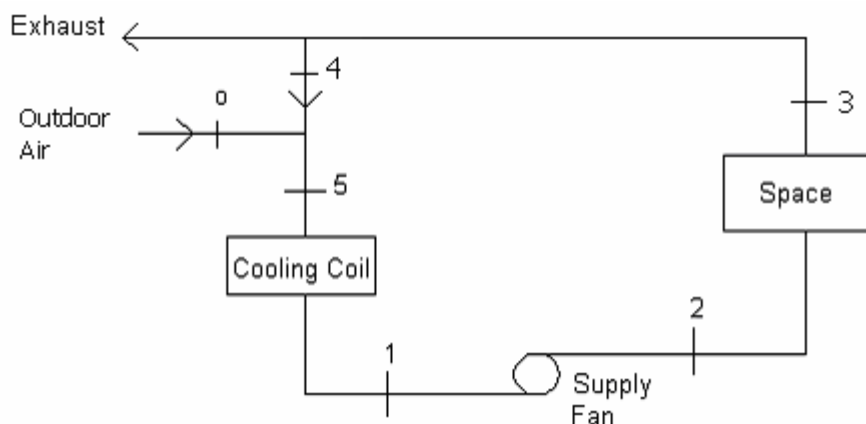 Exhaust
4
o
Outdoor
Air
3
5
Space
Cooling Coil
2
1
Supply
Fan